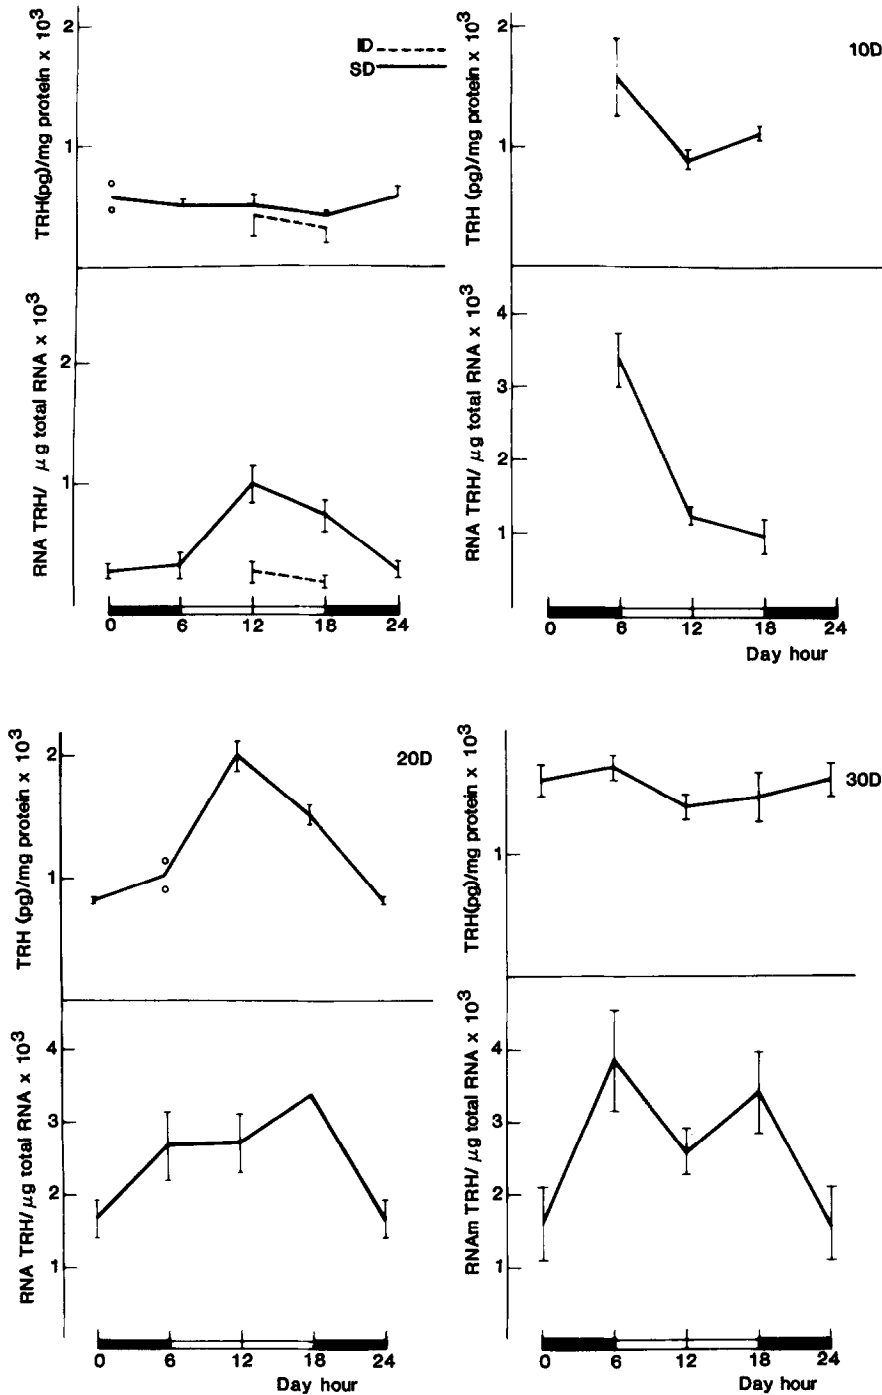 TRH(pg)/mg protein x 10³
2
1
ID
SD
RNA TRH/ µg total RNA x 10³
2
1
0 6 12 18 24
TRH (pg)/mg protein x 10³
2
1
10D
RNA TRH/ µg total RNA x 10³
4
3
2
1
0 6 12 18 24
Day hour
TRH (pg)/mg protein x 10³
2
1
20D
RNA TRH/ µg total RNA x 10³
4
3
2
1
0 6 12 18 24
Day hour
TRH(pg)/mg protein x 10³
1
30D
RNAm TRH/ µg total RNA x 10³
4
3
2
1
0 6 12 18 24
Day hour